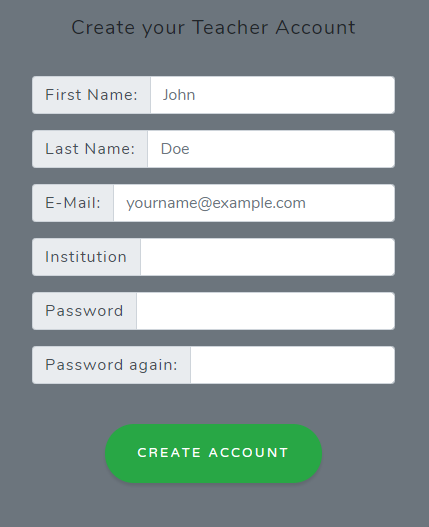 Create your Teacher Account
First Name: John
Last Name: Doe
E-Mail: yourname@example.com
Institution
Password
Password again:
CREATE ACCOUNT